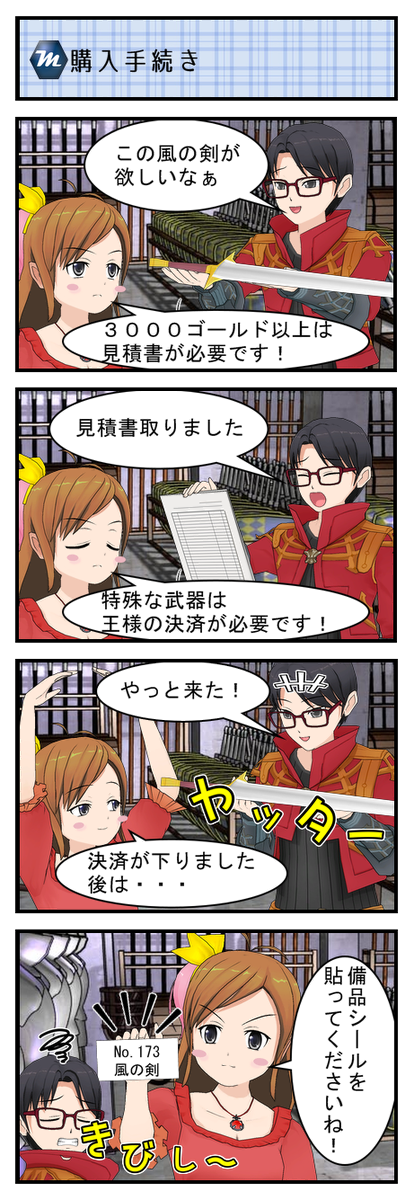 m 購入手続き
この風の剣が
欲しいなぁ
３０００ゴールド以上は
見積書が必要です！
見積書取りました
特殊な武器は
王様の決済が必要です！
やっと来た！
ヤッター
決済が下りました
後は・・・
備品シールを
貼ってくださいね！
No.173
風の剣
きびし～